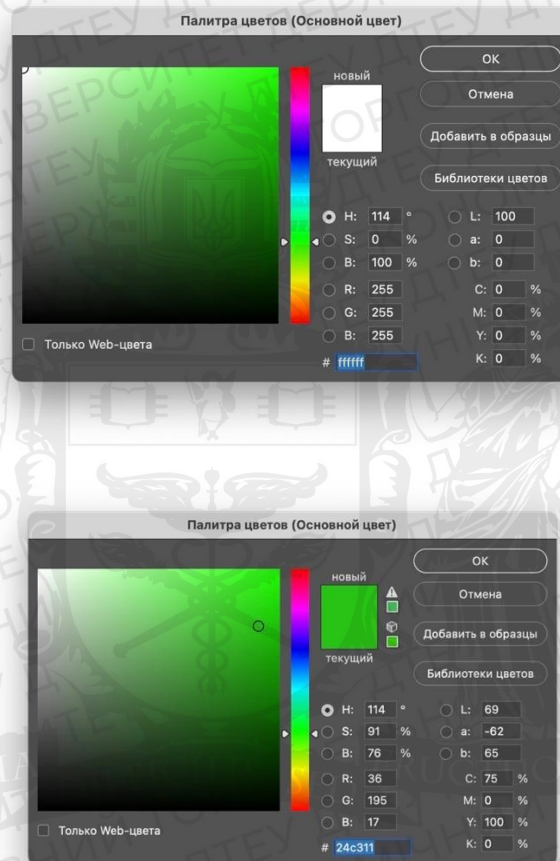 Палитра цветов (Основной цвет)
новый
текущий
OK
Отмена
Добавить в образцы
Библиотеки цветов
H: 114 ° L: 100
S: 0 % a: 0
B: 100 % b: 0
R: 255 C: 0 %
G: 255 M: 0 %
B: 255 Y: 0 %
# ffffff K: 0 %
Только Web-цвета
Палитра цветов (Основной цвет)
новый
текущий
OK
Отмена
Добавить в образцы
Библиотеки цветов
H: 114 ° L: 69
S: 91 % a: -62
B: 76 % b: 65
R: 36 C: 75 %
G: 195 M: 0 %
B: 17 Y: 100 %
# 24c311 K: 0 %
Только Web-цвета